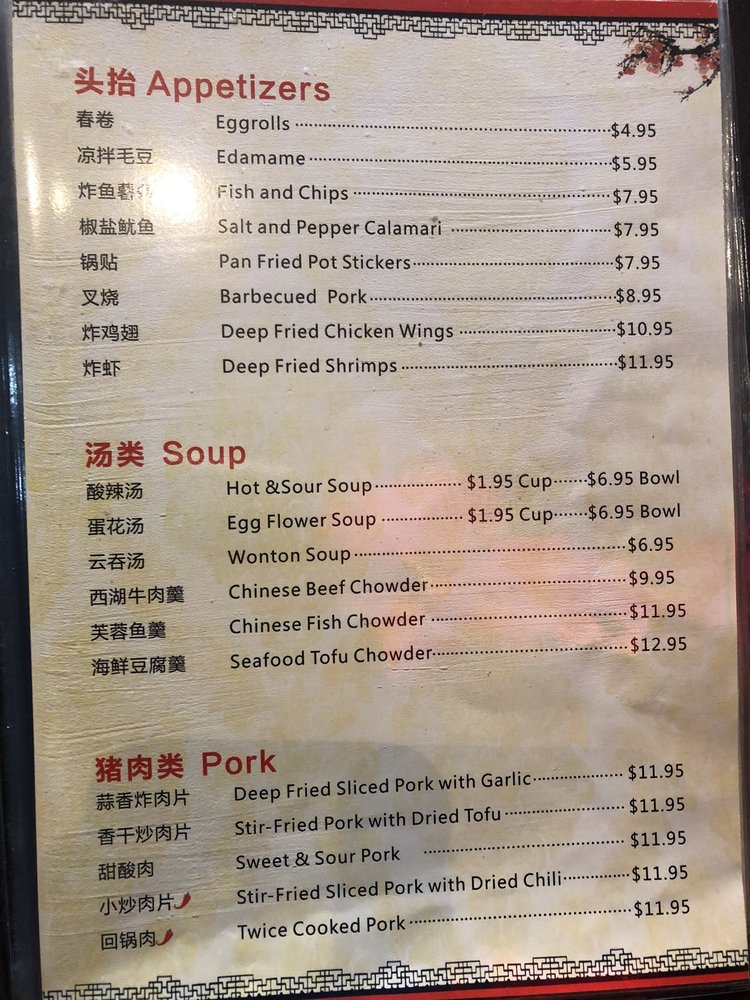 头抬 Appetizers
春卷 Eggrolls $4.95
凉拌毛豆 Edamame $5.95
炸鱼薯 Fish and Chips $7.95
椒盐鱿鱼 Salt and Pepper Calamari $7.95
锅贴 Pan Fried Pot Stickers $7.95
叉烧 Barbecued Pork $8.95
炸鸡翅 Deep Fried Chicken Wings $10.95
炸虾 Deep Fried Shrimps $11.95
汤类 Soup
酸辣汤 Hot &Sour Soup $1.95 Cup $6.95 Bowl
蛋花汤 Egg Flower Soup $1.95 Cup $6.95 Bowl
云吞汤 Wonton Soup $6.95
西湖牛肉羹 Chinese Beef Chowder $9.95
芙蓉鱼羹 Chinese Fish Chowder $11.95
海鲜豆腐羹 Seafood Tofu Chowder $12.95
猪肉类 Pork
蒜香炸肉片 Deep Fried Sliced Pork with Garlic $11.95
香干炒肉片 Stir-Fried Pork with Dried Tofu $11.95
甜酸肉 Sweet & Sour Pork $11.95
小炒肉片 Stir-Fried Sliced Pork with Dried Chili $11.95
回锅肉 Twice Cooked Pork $11.95